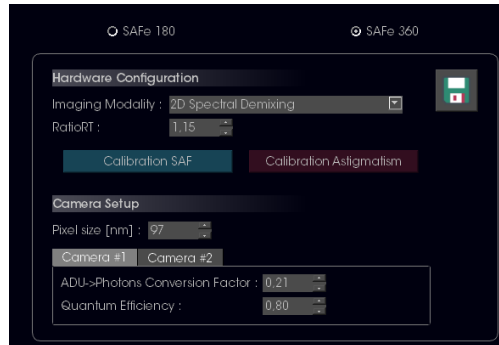 SAFe 180 SAFe 360
Hardware Configuration
Imaging Modality : 2D Spectral Demixing
RatioRT : 1,15
Calibration SAF Calibration Astigmatism
Camera Setup
Pixel size [nm] : 97
Camera #1 Camera #2
ADU->Photons Conversion Factor : 0,21
Quantum Efficiency : 0,80